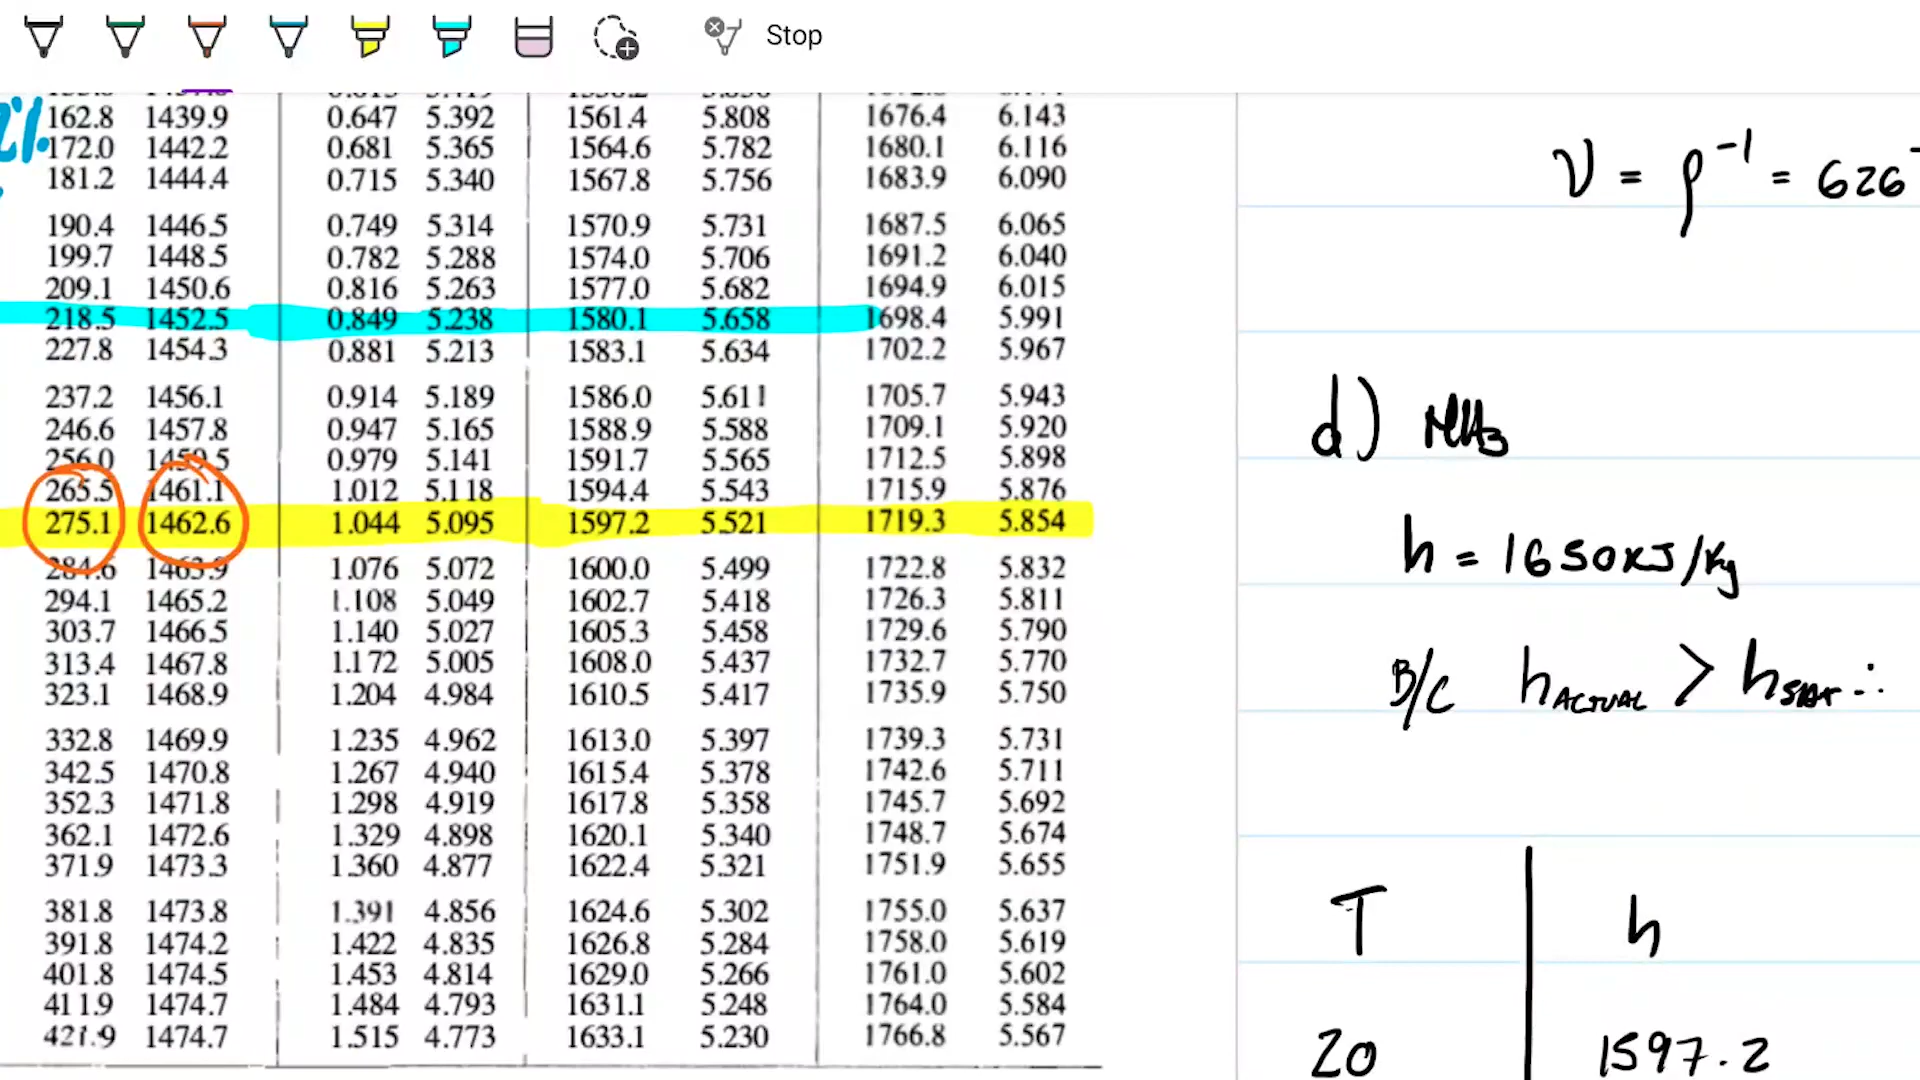 Stop
162.8 1439.9 0.647 5.392 1561.4 5.808 1676.4 6.143
2%
172.0 1442.2 0.681 5.365 1564.6 5.782 1680.1 6.116
181.2 1444.4 0.715 5.340 1567.8 5.756 1683.9 6.090
190.4 1446.5 0.749 5.314 1570.9 5.731 1687.5 6.065
199.7 1448.5 0.782 5.288 1574.0 5.706 1691.2 6.040
209.1 1450.6 0.816 5.263 1577.0 5.682 1694.9 6.015
218.5 1452.5 0.849 5.238 1580.1 5.658 1698.4 5.991
227.8 1454.3 0.881 5.213 1583.1 5.634 1702.2 5.967
237.2 1456.1 0.914 5.189 1586.0 5.611 1705.7 5.943
246.6 1457.8 0.947 5.165 1588.9 5.588 1709.1 5.920
256.0 1459.5 0.979 5.141 1591.7 5.565 1712.5 5.898
265.5 1461.1 1.012 5.118 1594.4 5.543 1715.9 5.876
275.1 1462.6 1.044 5.095 1597.2 5.521 1719.3 5.854
284.6 1463.9 1.076 5.072 1600.0 5.499 1722.8 5.832
294.1 1465.2 1.108 5.049 1602.7 5.418 1726.3 5.811
303.7 1466.5 1.140 5.027 1605.3 5.458 1729.6 5.790
313.4 1467.8 1.172 5.005 1608.0 5.437 1732.7 5.770
323.1 1468.9 1.204 4.984 1610.5 5.417 1735.9 5.750
332.8 1469.9 1.235 4.962 1613.0 5.397 1739.3 5.731
342.5 1470.8 1.267 4.940 1615.4 5.378 1742.6 5.711
352.3 1471.8 1.298 4.919 1617.8 5.358 1745.7 5.692
362.1 1472.6 1.329 4.898 1620.1 5.340 1748.7 5.674
371.9 1473.3 1.360 4.877 1622.4 5.321 1751.9 5.655
381.8 1473.8 1.391 4.856 1624.6 5.302 1755.0 5.637
391.8 1474.2 1.422 4.835 1626.8 5.284 1758.0 5.619
401.8 1474.5 1.453 4.814 1629.0 5.266 1761.0 5.602
411.9 1474.7 1.484 4.793 1631.1 5.248 1764.0 5.584
421.9 1474.7 1.515 4.773 1633.1 5.230 1766.8 5.567
ν = ρ⁻¹ = 626⁻
d) NH₃
h = 1650 kJ/kg
B/C h ACTUAL > h SAT ∴
T h
20 1597.2